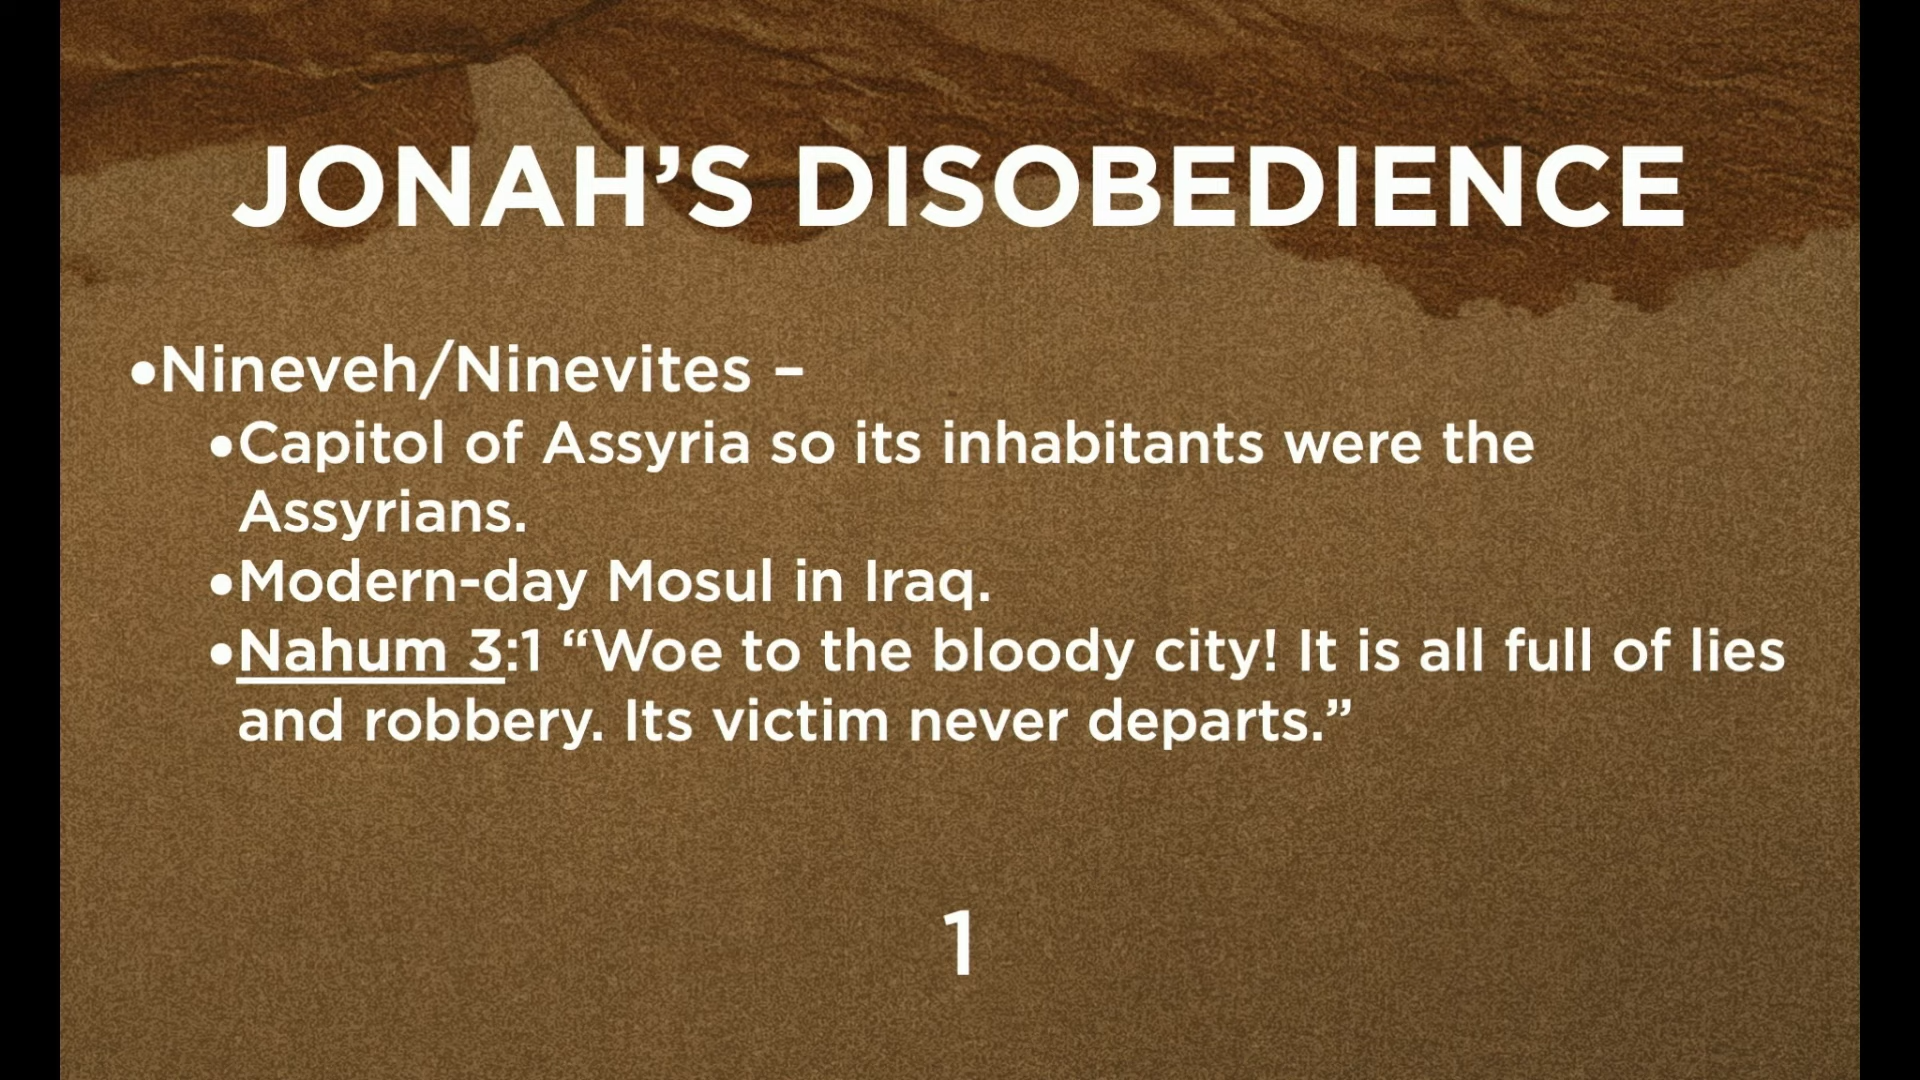 JONAH’S DISOBEDIENCE
•Nineveh/Ninevites –
•Capitol of Assyria so its inhabitants were the
Assyrians.
•Modern-day Mosul in Iraq.
•Nahum 3:1 “Woe to the bloody city! It is all full of lies
and robbery. Its victim never departs.”
1